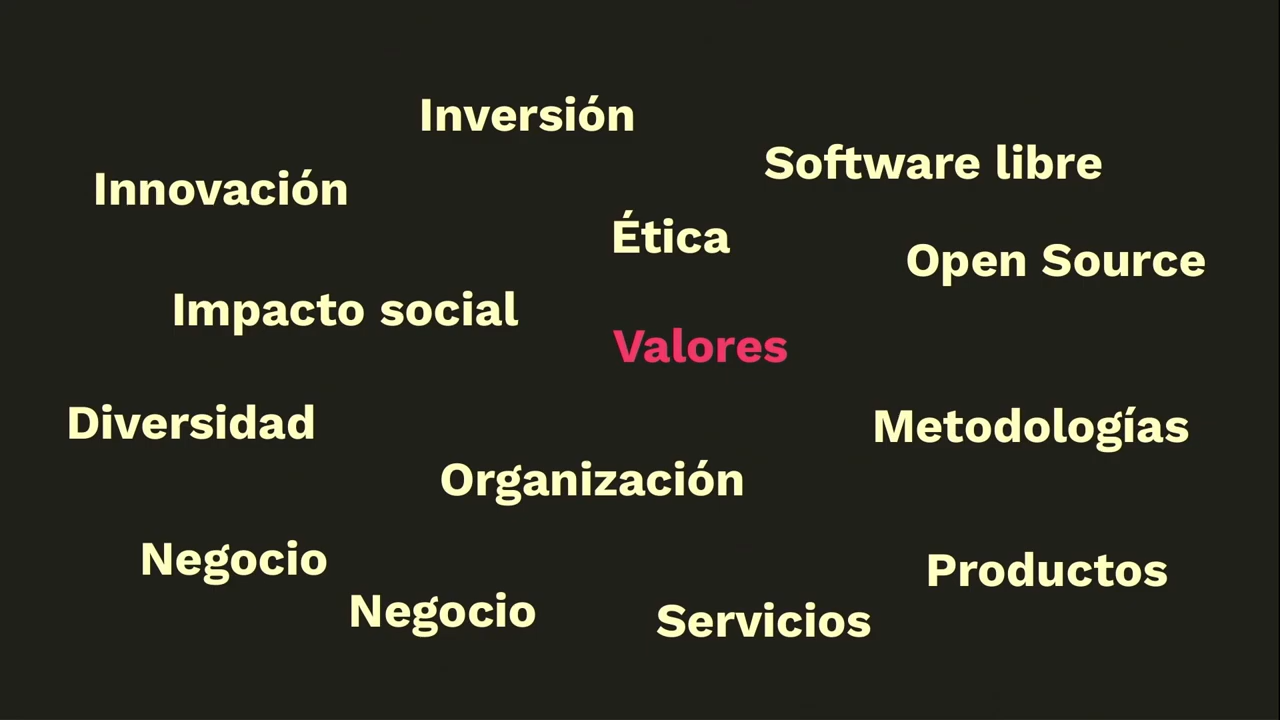 Inversión
Software libre
Innovación
Ética
Open Source
Impacto social
Valores
Diversidad
Metodologías
Organización
Negocio
Productos
Negocio
Servicios